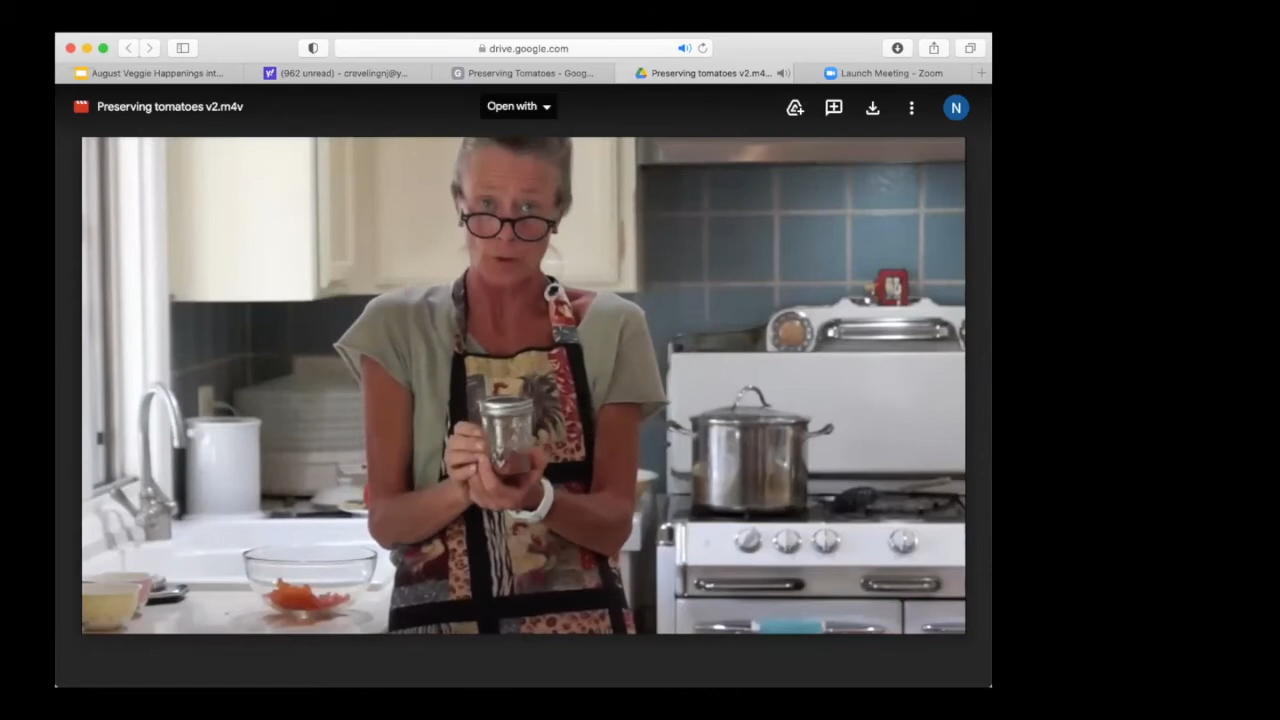 drive.google.com
August Veggie Happenings int...
(962 unread) - crevelingnj@y...
Preserving Tomatoes - Goog...
Preserving tomatoes v2.m4...
Launch Meeting - Zoom
Preserving tomatoes v2.m4v
Open with
N